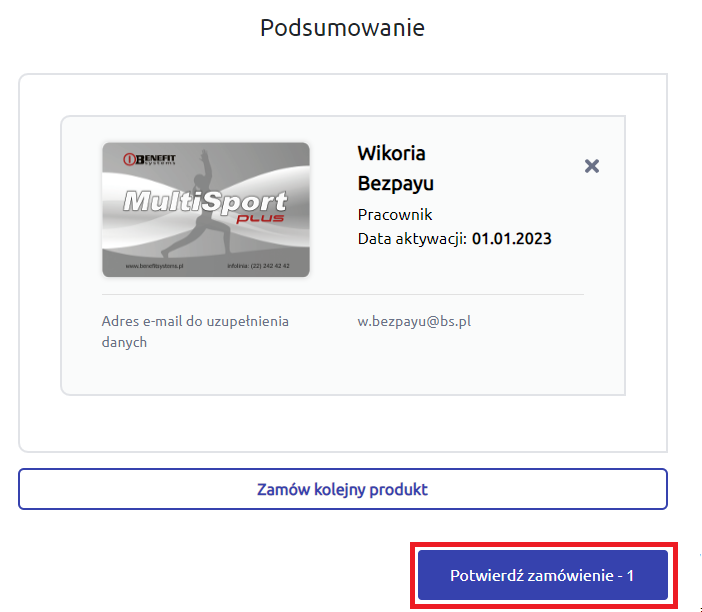 Podsumowanie
BENEFIT
systems
MultiSport
PLUS
www.benefitsystems.pl
infolinia: (22) 242 42 42
Wikoria
Bezpayu
Pracownik
Data aktywacji: 01.01.2023
Adres e-mail do uzupełnienia
danych
w.bezpayu@bs.pl
Zamów kolejny produkt
Potwierdź zamówienie - 1